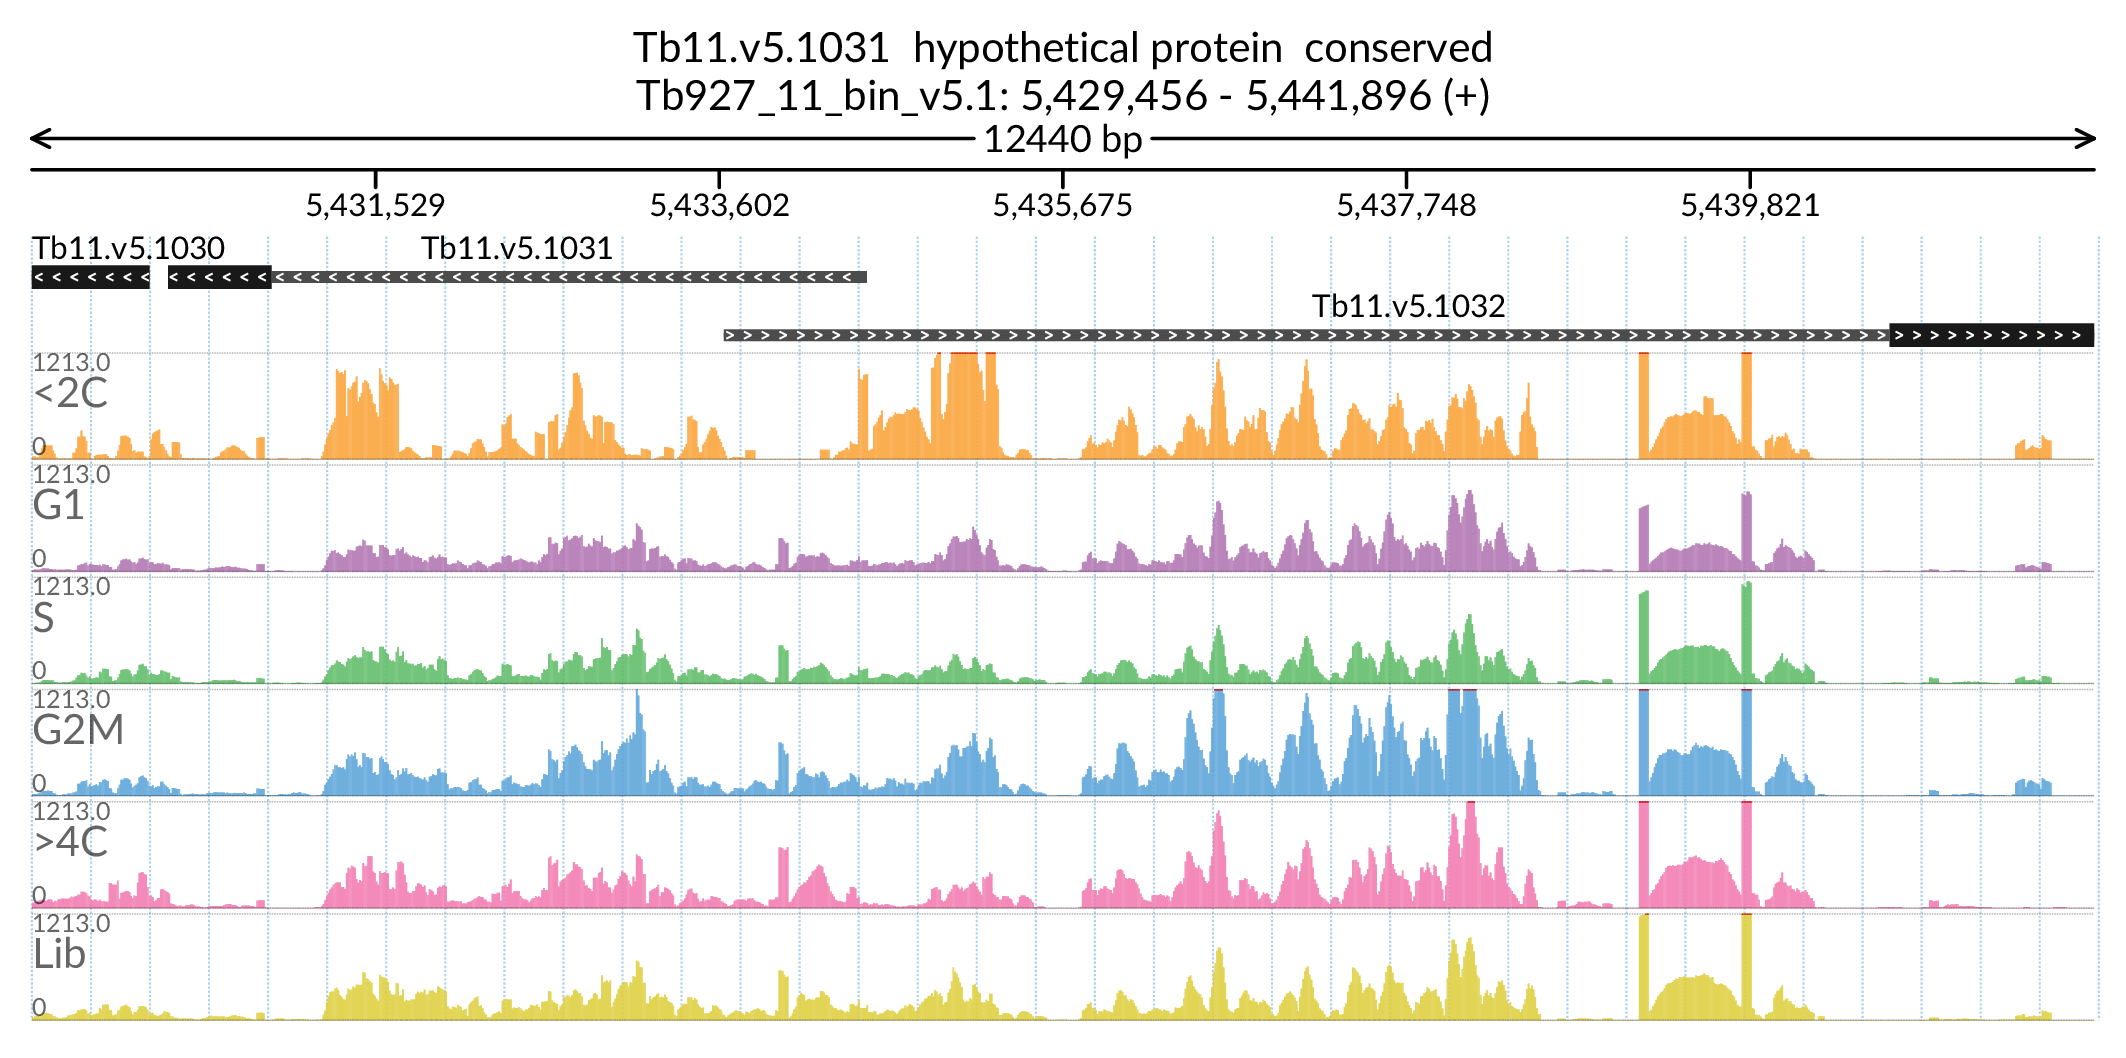 Tb11.v5.1031 hypothetical protein conserved
Tb927_11_bin_v5.1: 5,429,456 - 5,441,896 (+)
12440 bp
5,431,529 5,433,602 5,435,675 5,437,748 5,439,821
Tb11.v5.1030 Tb11.v5.1031
Tb11.v5.1032
1213.0
<2C
0
1213.0
G1
0
1213.0
S
0
1213.0
G2M
0
1213.0
>4C
0
1213.0
Lib
0